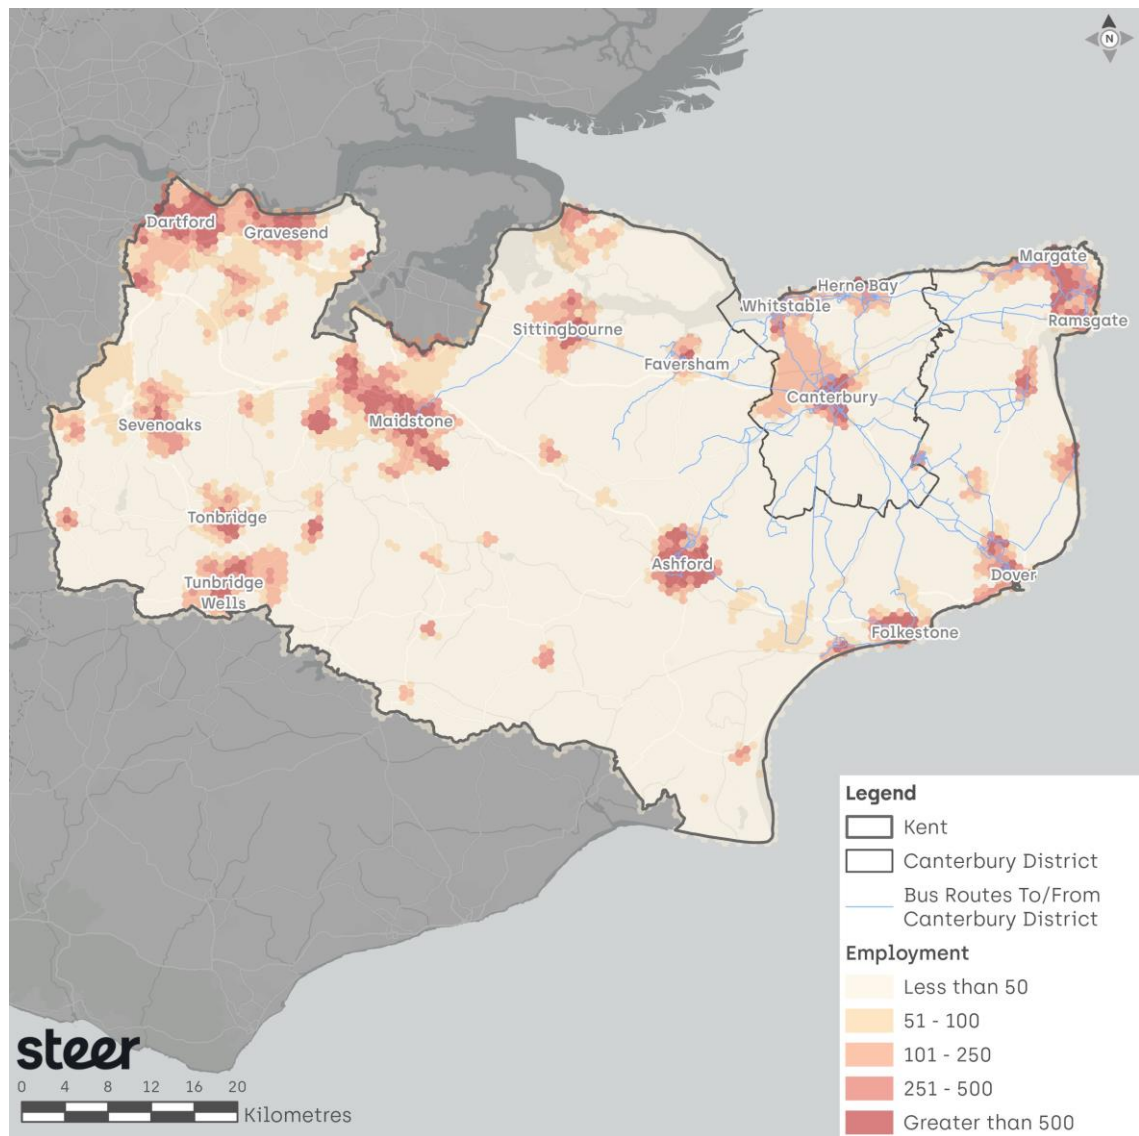 N
Dartford
Gravesend
Margate
Herne Bay
Whitstable
Ramsgate
Sittingbourne
Faversham
Canterbury
Sevenoaks
Maidstone
Tonbridge
Ashford
Dover
Tunbridge
Wells
Folkestone
Legend
Kent
Canterbury District
Bus Routes To/From
Canterbury District
Employment
Less than 50
51 - 100
101 - 250
251 - 500
Greater than 500
steer
0 4 8 12 16 20
Kilometres